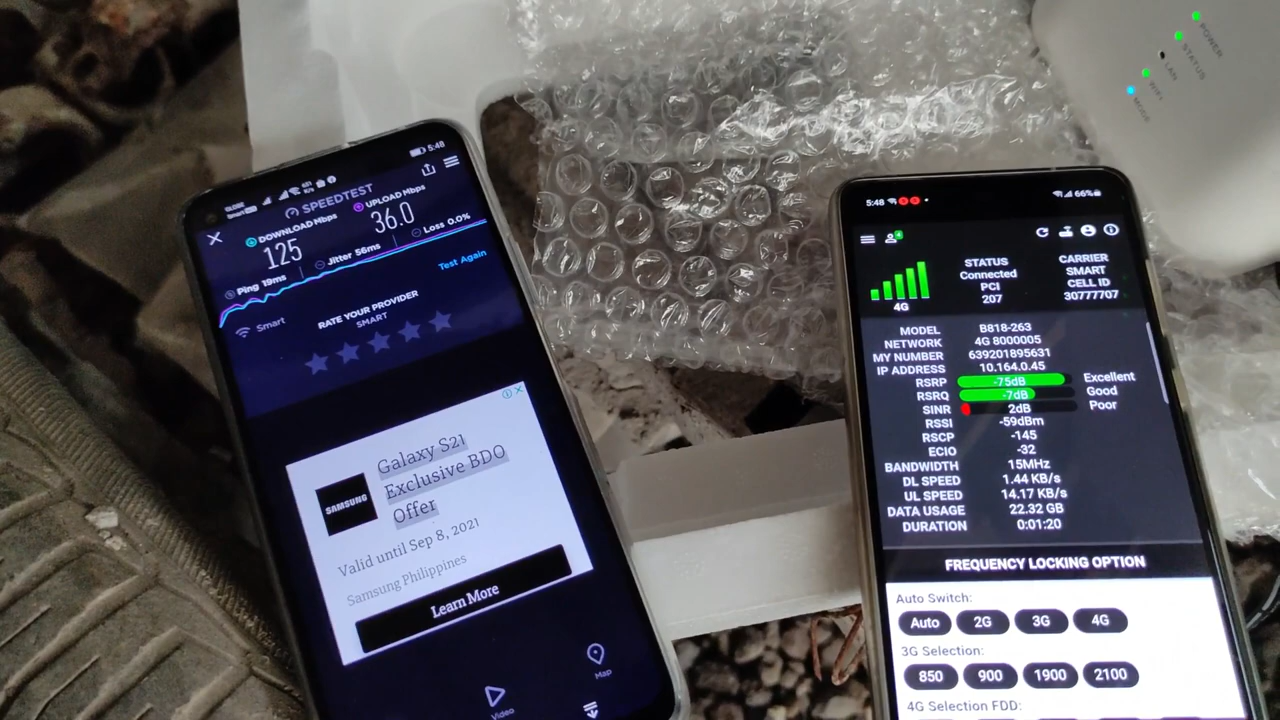 5:48
SPEEDTEST
DOWNLOAD Mbps
125
UPLOAD Mbps
36.0
Ping 19ms
Jitter 56ms
Loss 0.0%
Test Again
Smart
RATE YOUR PROVIDER
SMART
SAMSUNG
Galaxy S21
Exclusive BDO
Offer
Valid until Sep 8, 2021
Samsung Philippines
Learn More
Video
Map
POWER
STATUS
LAN
WIFI
MODE
5:48
66%
4
4G
STATUS
Connected
PCI
207
CARRIER
SMART
CELL ID
30777707
MODEL B818-263
NETWORK 4G 8000005
MY NUMBER 639201895631
IP ADDRESS 10.164.0.45
RSRP -75dB Excellent
RSRQ -7dB Good
SINR 2dB Poor
RSSI -59dBm
RSCP -145
ECIO -32
BANDWIDTH 15MHz
DL SPEED 1.44 KB/s
UL SPEED 14.17 KB/s
DATA USAGE 22.32 GB
DURATION 0:01:20
FREQUENCY LOCKING OPTION
Auto Switch:
Auto 2G 3G 4G
3G Selection:
850 900 1900 2100
4G Selection FDD: